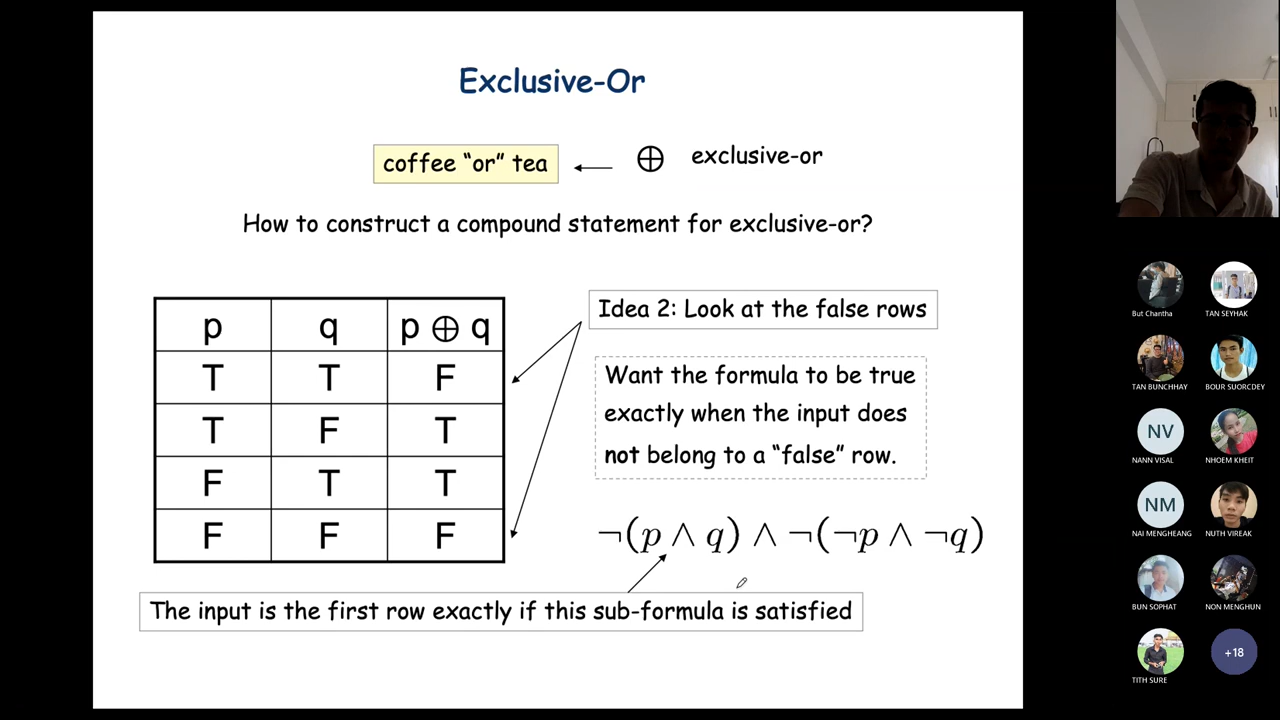 Exclusive-Or
coffee “or” tea ← ⊕ exclusive-or
How to construct a compound statement for exclusive-or?
p q p ⊕ q
T T F
T F T
F T T
F F F
Idea 2: Look at the false rows
Want the formula to be true
exactly when the input does
not belong to a “false” row.
¬(p ∧ q) ∧ ¬(¬p ∧ ¬q)
The input is the first row exactly if this sub-formula is satisfied
But Chantha
TAN SEYHAK
TAN BUNCHHAY
BOUR SUORCDEY
NV
NANN VISAL
NHOEM KHEIT
NM
NAI MENGHEANG
NUTH VIREAK
BUN SOPHAT
NON MENGHUN
TITH SURE
+18